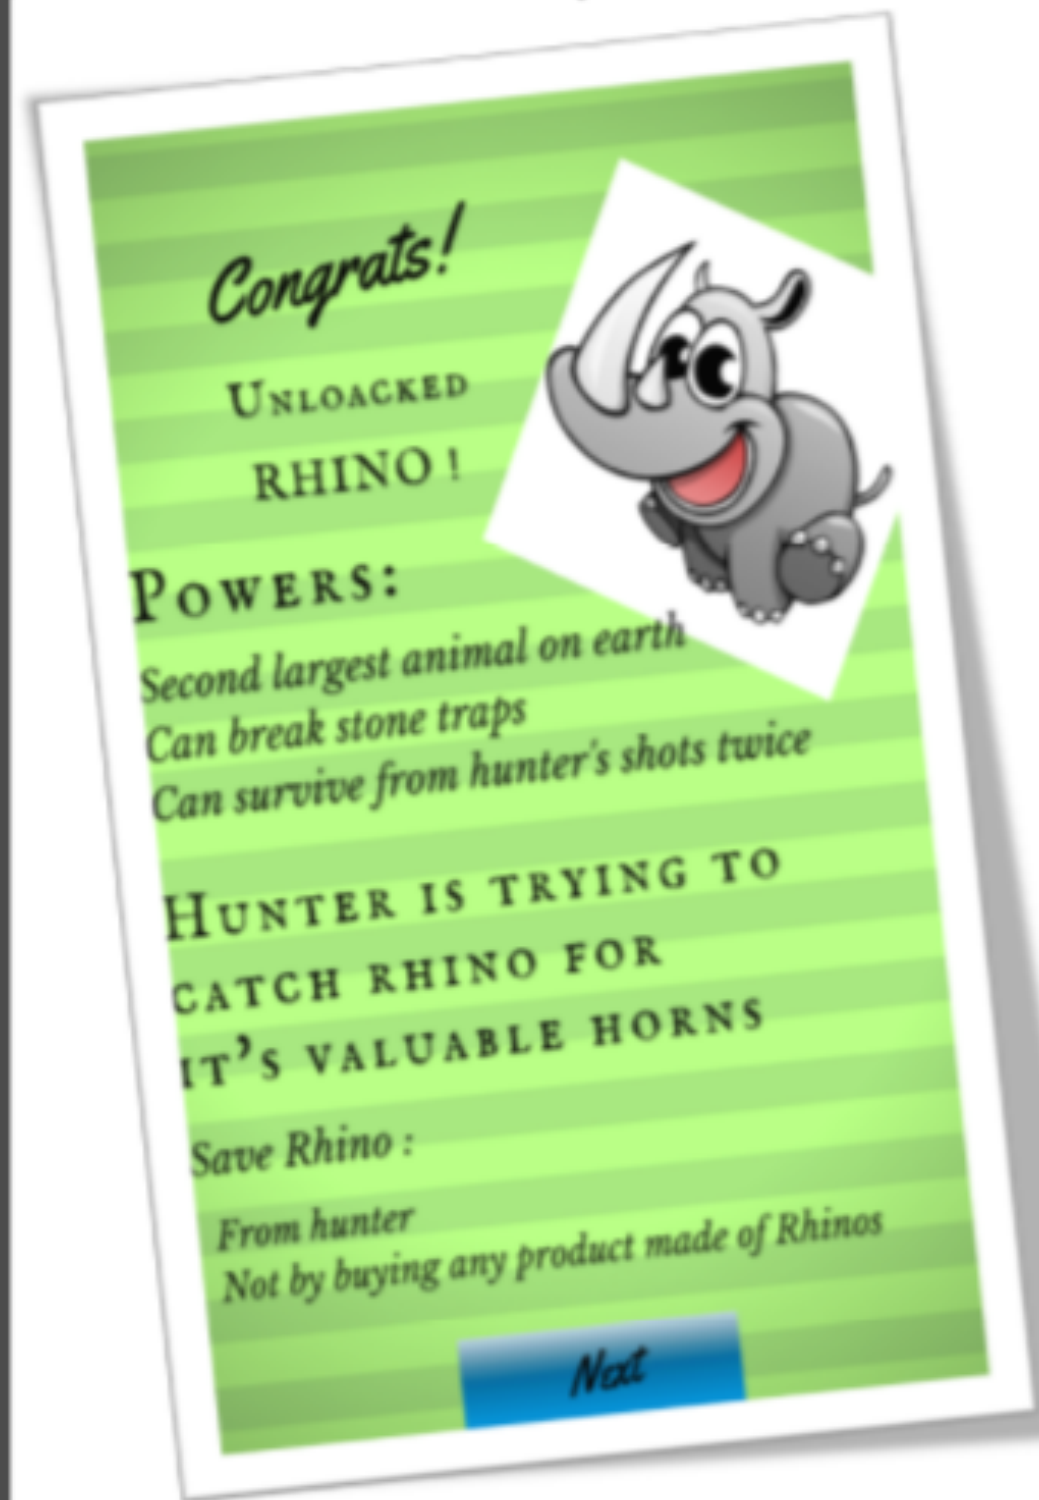 Congrats!
Unloacked
RHINO !
Powers:
Second largest animal on earth
Can break stone traps
Can survive from hunter's shots twice
Hunter is trying to
catch rhino for
it's valuable horns
Save Rhino :
From hunter
Not by buying any product made of Rhinos
Next